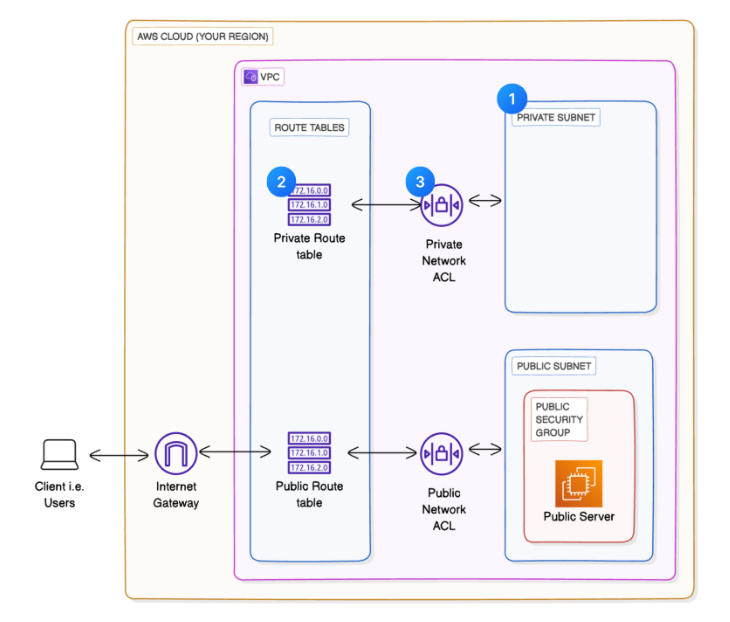 AWS CLOUD (YOUR REGION)
VPC
1
PRIVATE SUBNET
ROUTE TABLES
2
172.16.0.0
172.16.1.0
172.16.2.0
Private Route
table
3
Private
Network
ACL
PUBLIC SUBNET
PUBLIC
SECURITY
GROUP
Public Server
Client i.e.
Users
Internet
Gateway
172.16.0.0
172.16.1.0
172.16.2.0
Public Route
table
Public
Network
ACL